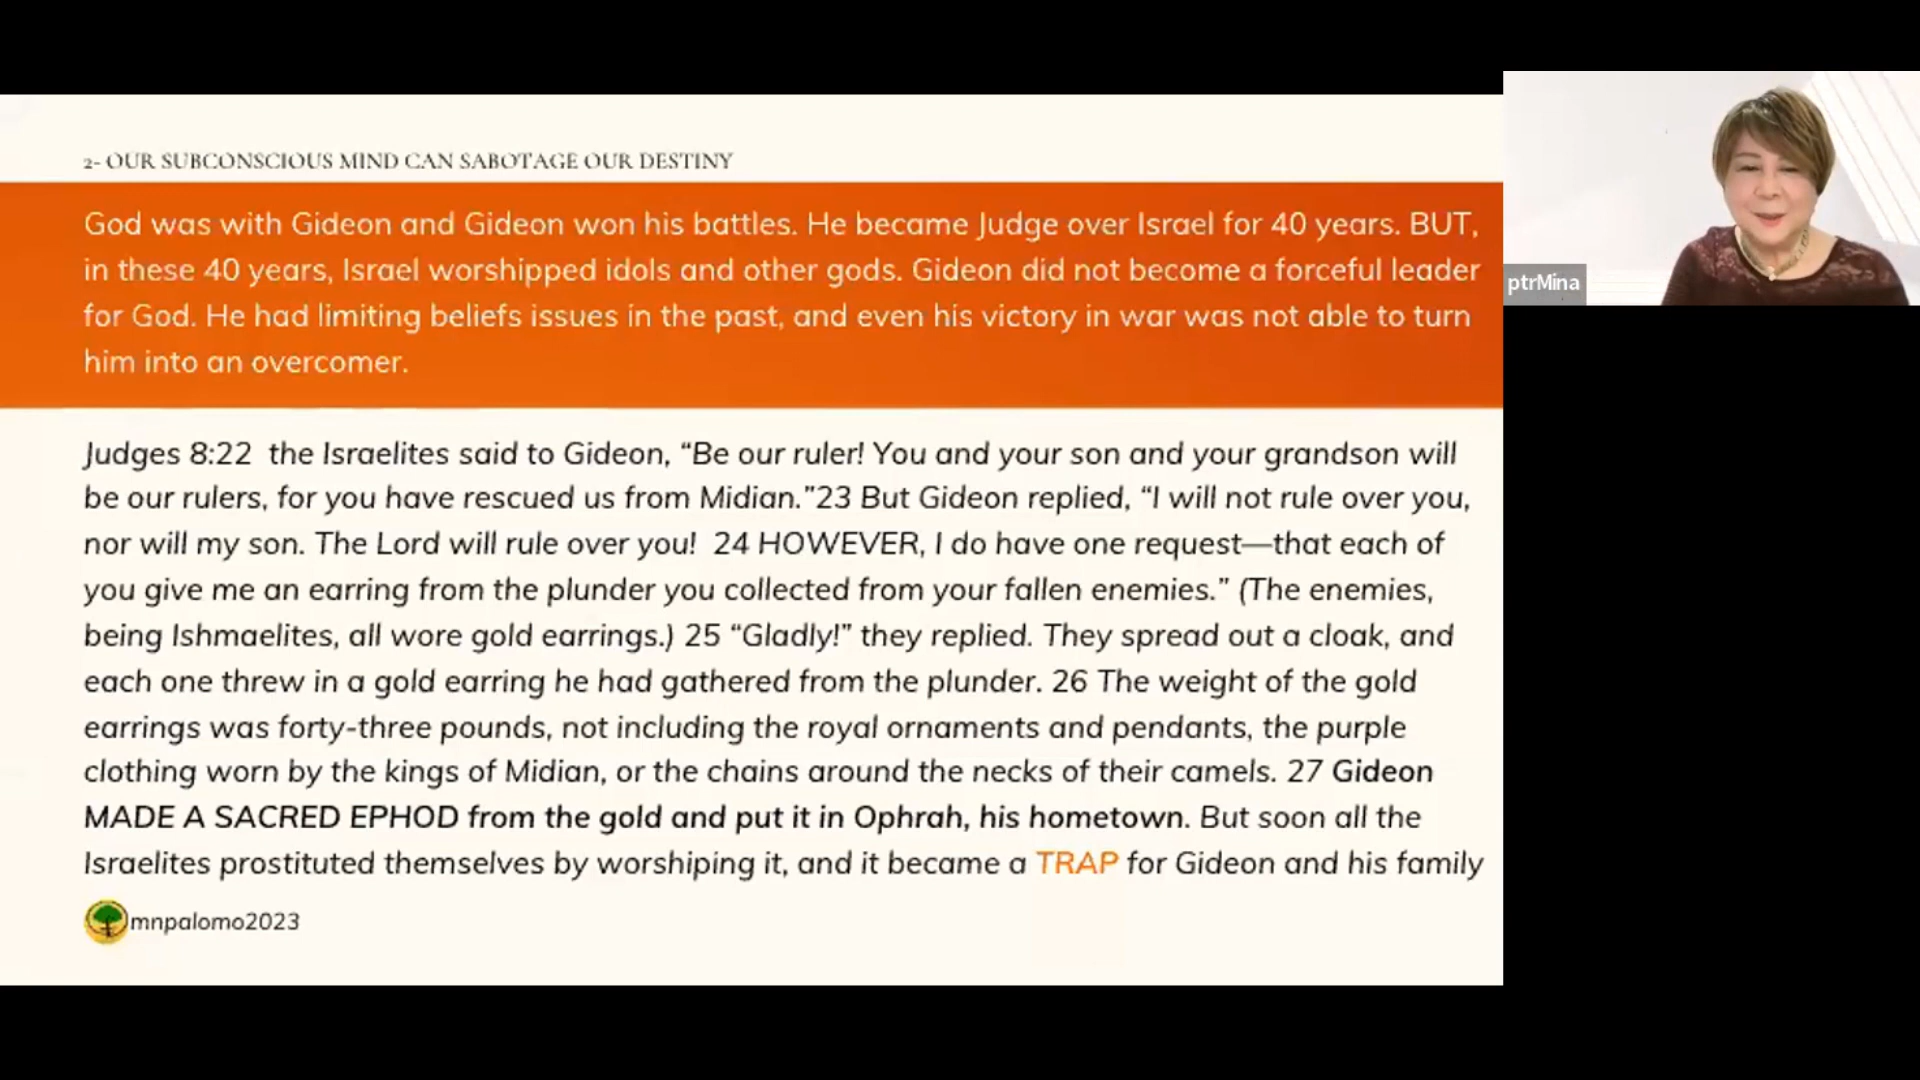 2- OUR SUBCONSCIOUS MIND CAN SABOTAGE OUR DESTINY
God was with Gideon and Gideon won his battles. He became Judge over Israel for 40 years. BUT,
in these 40 years, Israel worshipped idols and other gods. Gideon did not become a forceful leader
for God. He had limiting beliefs issues in the past, and even his victory in war was not able to turn
him into an overcomer.
Judges 8:22  the Israelites said to Gideon, “Be our ruler! You and your son and your grandson will
be our rulers, for you have rescued us from Midian.”23 But Gideon replied, “I will not rule over you,
nor will my son. The Lord will rule over you!  24 HOWEVER, I do have one request—that each of
you give me an earring from the plunder you collected from your fallen enemies.” (The enemies,
being Ishmaelites, all wore gold earrings.) 25 “Gladly!” they replied. They spread out a cloak, and
each one threw in a gold earring he had gathered from the plunder. 26 The weight of the gold
earrings was forty-three pounds, not including the royal ornaments and pendants, the purple
clothing worn by the kings of Midian, or the chains around the necks of their camels. 27 Gideon
MADE A SACRED EPHOD from the gold and put it in Ophrah, his hometown. But soon all the
Israelites prostituted themselves by worshiping it, and it became a TRAP for Gideon and his family
mnpalomo2023
ptrMina